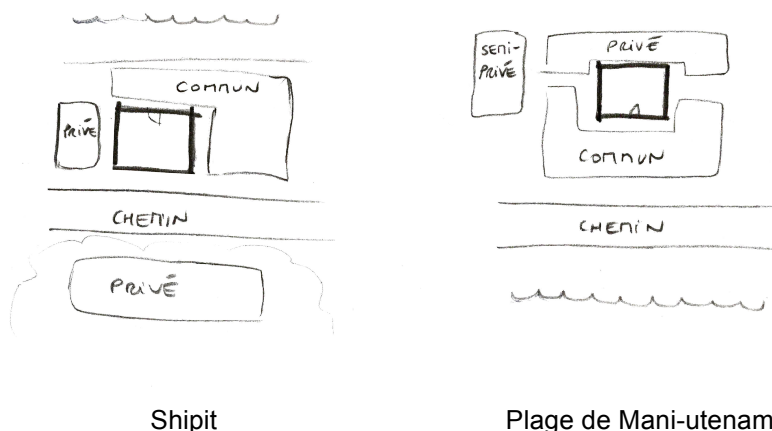 COMMUN
PRIVÉ
CHEMIN
PRIVÉ
Shipit
SEMI-
PRIVÉ
PRIVÉ
COMMUN
CHEMIN
Plage de Mani-utenam